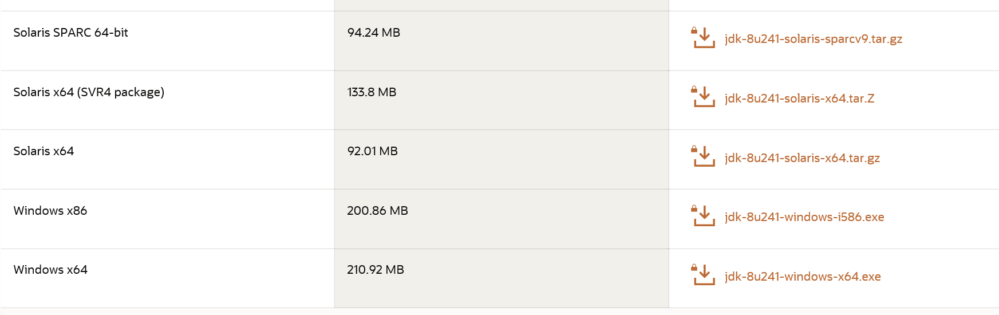 Solaris SPARC 64-bit 94.24 MB jdk-8u241-solaris-sparcv9.tar.gz
Solaris x64 (SVR4 package) 133.8 MB jdk-8u241-solaris-x64.tar.Z
Solaris x64 92.01 MB jdk-8u241-solaris-x64.tar.gz
Windows x86 200.86 MB jdk-8u241-windows-i586.exe
Windows x64 210.92 MB jdk-8u241-windows-x64.exe